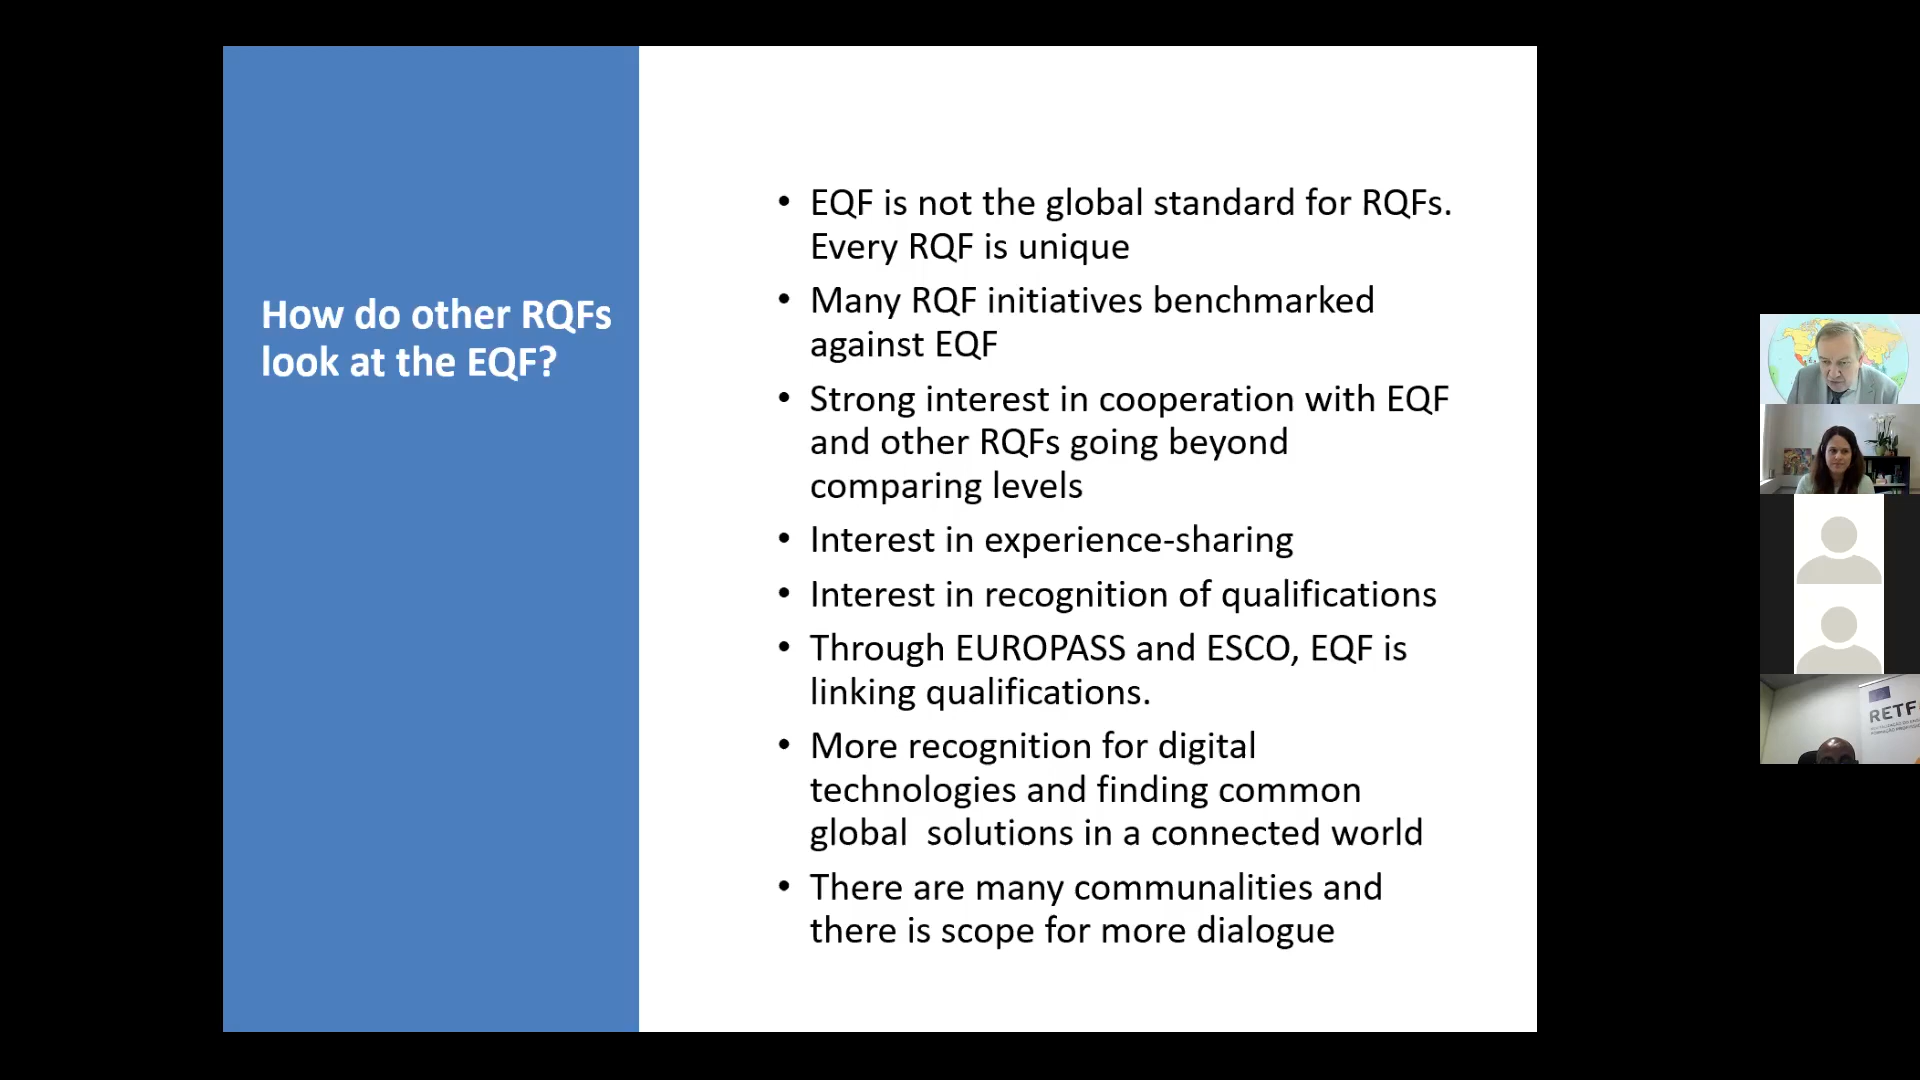 How do other RQFs
look at the EQF?
• EQF is not the global standard for RQFs.
Every RQF is unique
• Many RQF initiatives benchmarked
against EQF
• Strong interest in cooperation with EQF
and other RQFs going beyond
comparing levels
• Interest in experience-sharing
• Interest in recognition of qualifications
• Through EUROPASS and ESCO, EQF is
linking qualifications.
• More recognition for digital
technologies and finding common
global  solutions in a connected world
• There are many communalities and
there is scope for more dialogue
RETF